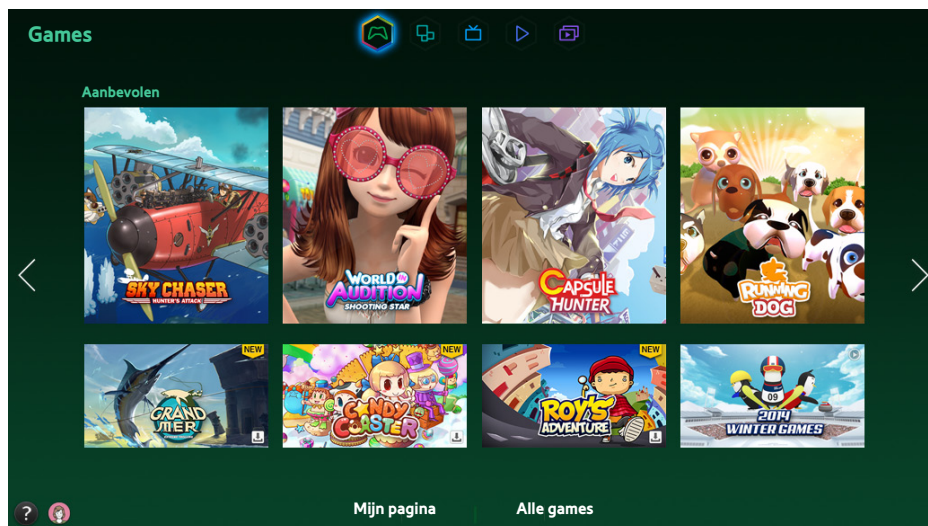 Games
Aanbevolen
SKY CHASER
HUNTER'S ATTACK
WORLD IN
AUDITION
SHOOTING STAR
CAPSULE
HUNTER
RUNNING
DOG
NEW
GRAND
MER
NEW
CANDY
COASTER
NEW
ROY'S
ADVENTURE
09
2014
WINTER GAMES
?
Mijn pagina
Alle games